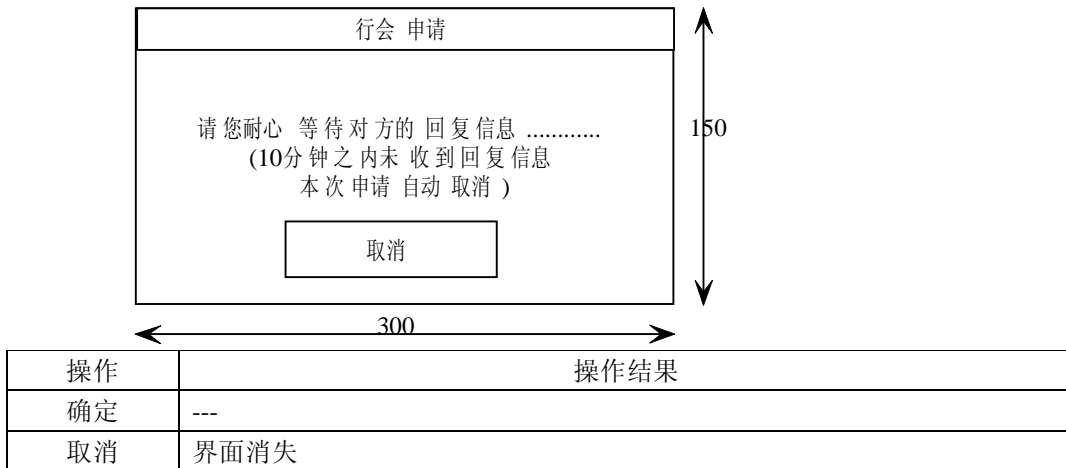 行会 申请
请您耐心 等待对方的 回复信息 ............
(10分钟之内未 收到回复信息
本次申请 自动 取消 )
取消
150
300
操作 操作结果
确定 ---
取消 界面消失